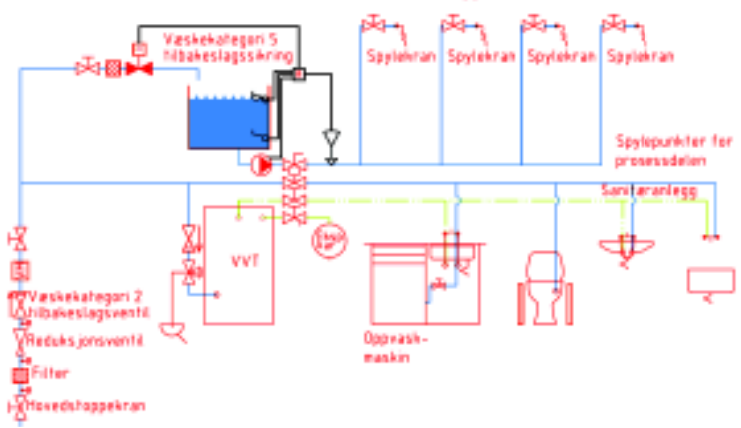 Væskekategori 5
tilbakeslagssikring
Spylekran
Spylekran
Spylekran
Spylekran
Spylepunkter for
prosessdelen
Sanitæranlegg
VVT
Væskekategori 2
tilbakeslagsventil
Reduksjonsventil
Filter
Hovedstoppekran
Oppvask-
maskin